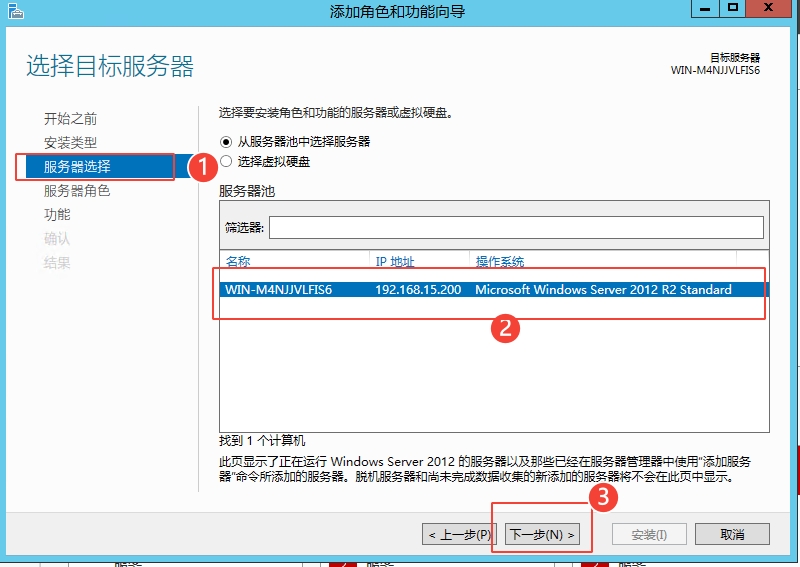 添加角色和功能向导
选择目标服务器
目标服务器
WIN-M4NJJVLFIS6
开始之前
安装类型
服务器选择
服务器角色
功能
确认
结果
1
选择要安装角色和功能的服务器或虚拟硬盘。
从服务器池中选择服务器
选择虚拟硬盘
服务器池
筛选器:
名称 IP 地址 操作系统
WIN-M4NJJVLFIS6 192.168.15.200 Microsoft Windows Server 2012 R2 Standard
2
找到 1 个计算机
此页显示了正在运行 Windows Server 2012 的服务器以及那些已经在服务器管理器中使用"添加服务
器"命令所添加的服务器。脱机服务器和尚未完成数据收集的新添加的服务器将不会在此页中显示。
3
< 上一步(P) 下一步(N) > 安装(I) 取消